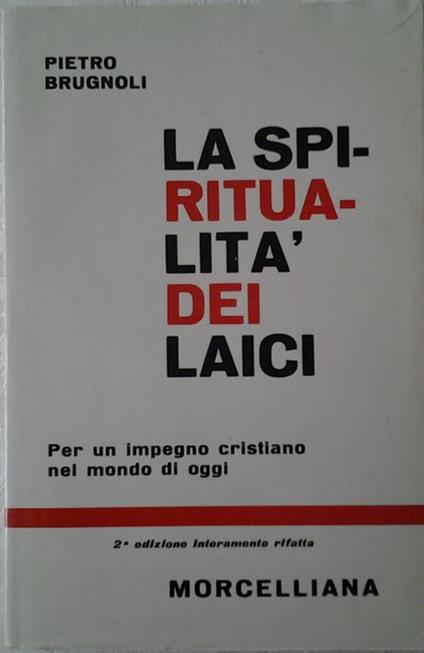 PIETRO
BRUGNOLI
LA SPI-
RITUA-
LITA'
DEI
LAICI
Per un impegno cristiano
nel mondo di oggi
2ª edizione interamente rifatta
MORCELLIANA